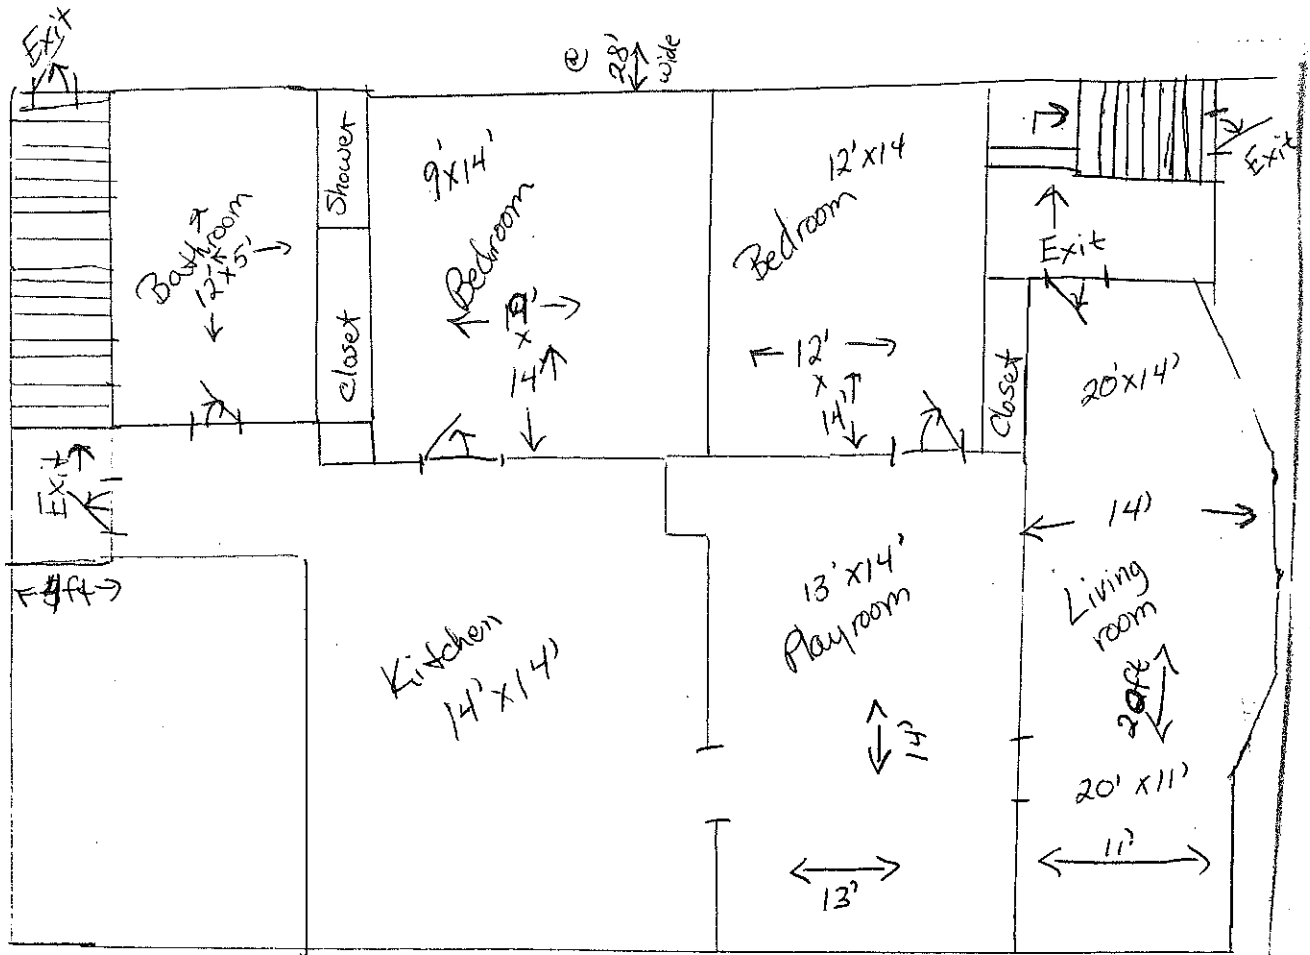 Exit
@ 28'
wide
Shower
9'x14'
Bedroom
12'x14
Bedroom
Exit
Exit
Bathroom
12'x5'
Closet
x
14'
12'
x
14'
Closet
20'x14'
Exit
14'
Kitchen
14'x14'
13'x14'
Playroom
14'
Living
room
20ft
20' x11'
11'
13'